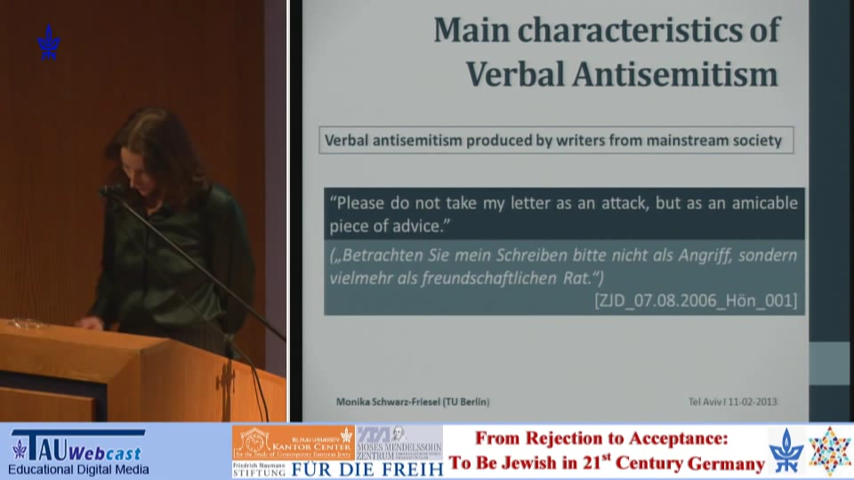 Main characteristics of
Verbal Antisemitism
Verbal antisemitism produced by writers from mainstream society
“Please do not take my letter as an attack, but as an amicable
piece of advice.”
(„Betrachten Sie mein Schreiben bitte nicht als Angriff, sondern
vielmehr als freundschaftlichen Rat.“)
[ZJD_07.08.2006_Hön_001]
Monika Schwarz-Friesel (TU Berlin)
Tel Aviv I 11-02-2013
TAU Webcast
Educational Digital Media
KANTOR CENTER
MOSES MENDELSSOHN
ZENTRUM
Friedrich Naumann
STIFTUNG FÜR DIE FREIH
From Rejection to Acceptance:
To Be Jewish in 21st Century Germany